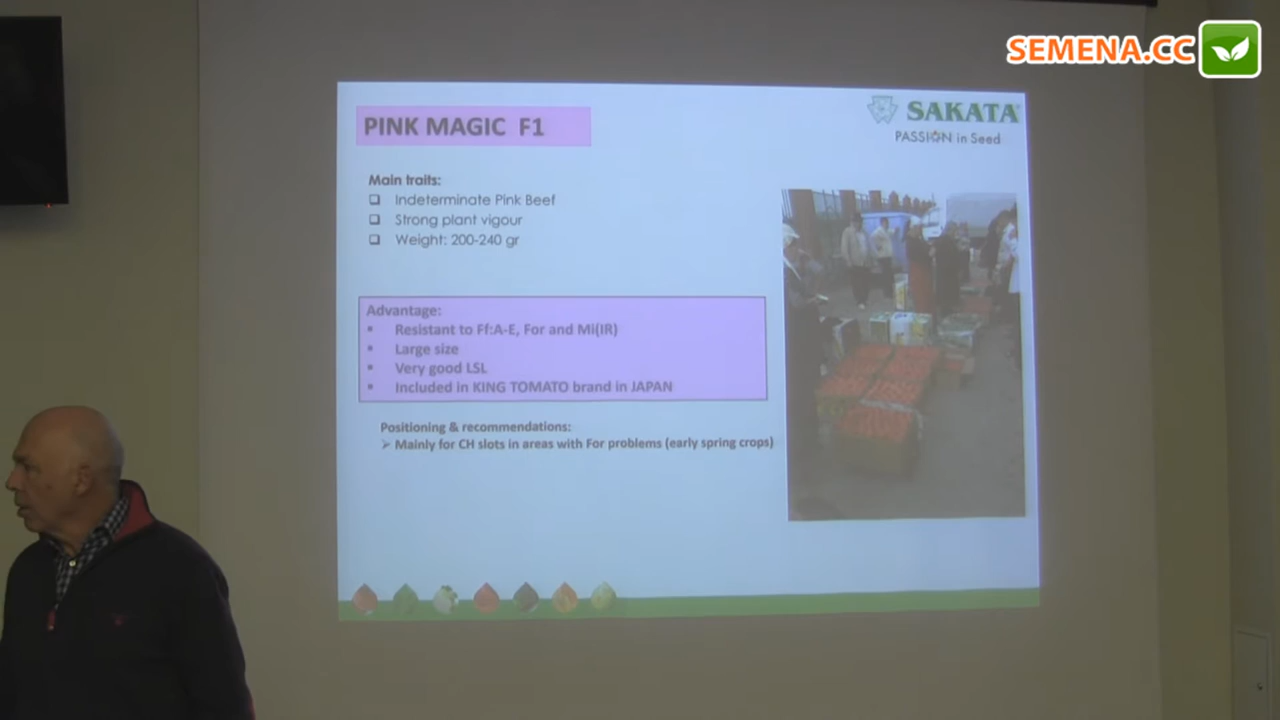 SEMENA.CC
SAKATA
PASSION in Seed
PINK MAGIC F1
Main traits:
Indeterminate Pink Beef
Strong plant vigour
Weight: 200-240 gr
Advantage:
Resistant to Ff:A-E, For and Mi(IR)
Large size
Very good LSL
Included in KING TOMATO brand in JAPAN
Positioning & recommendations:
Mainly for CH slots in areas with For problems (early spring crops)